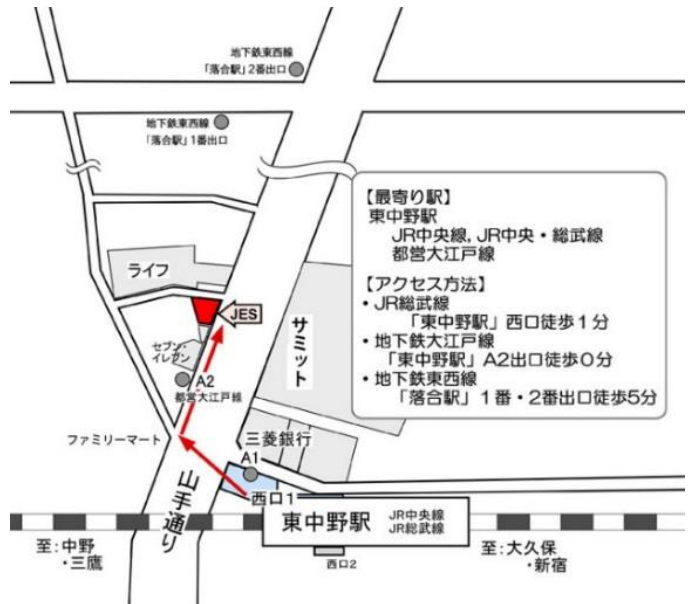 地下鉄東西線
「落合駅」2番出口
地下鉄東西線
「落合駅」1番出口
【最寄り駅】
東中野駅
JR中央線, JR中央・総武線
都営大江戸線
【アクセス方法】
・JR総武線
「東中野駅」西口徒歩1分
・地下鉄大江戸線
「東中野駅」A2出口徒歩0分
・地下鉄東西線
「落合駅」1番・2番出口徒歩5分
ライフ
JES
サミット
セブン-
イレブン
A2
都営大江戸線
ファミリーマート
三菱銀行
A1
山手通り
西口1
東中野駅
JR中央線
JR総武線
至:中野
・三鷹
西口2
至:大久保
・新宿